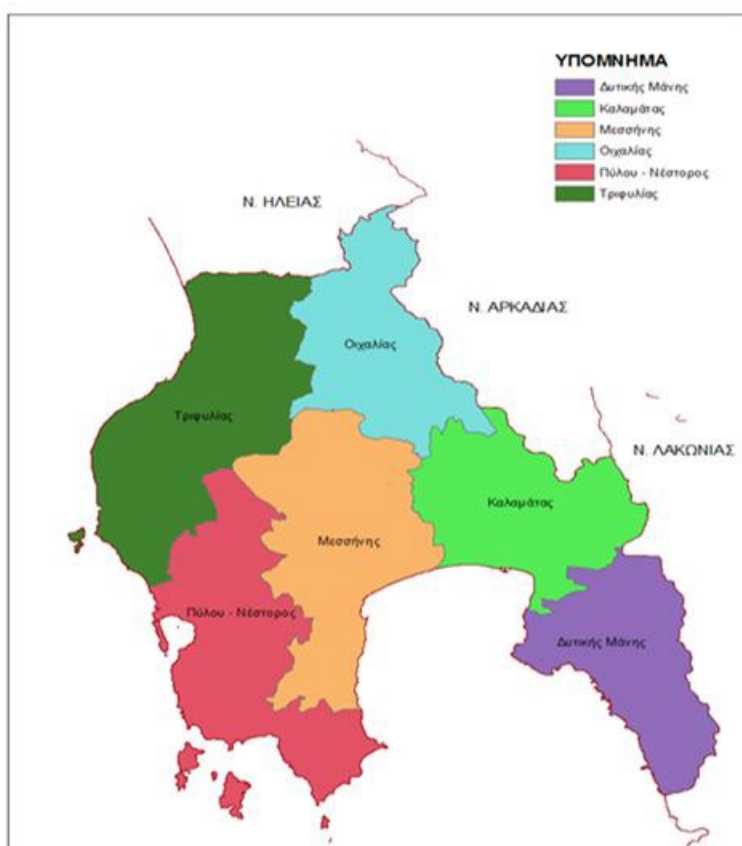 ΥΠΟΜΝΗΜΑ
Δυτικής Μάνης
Καλαμάτας
Μεσσήνης
Οιχαλίας
Πύλου - Νέστορος
Τριφυλίας
Ν. ΗΛΕΙΑΣ
Ν. ΑΡΚΑΔΙΑΣ
Οιχαλίας
Τριφυλίας
Ν. ΛΑΚΩΝΙΑΣ
Καλαμάτας
Μεσσήνης
Πύλου - Νέστορος
Δυτικής Μάνης